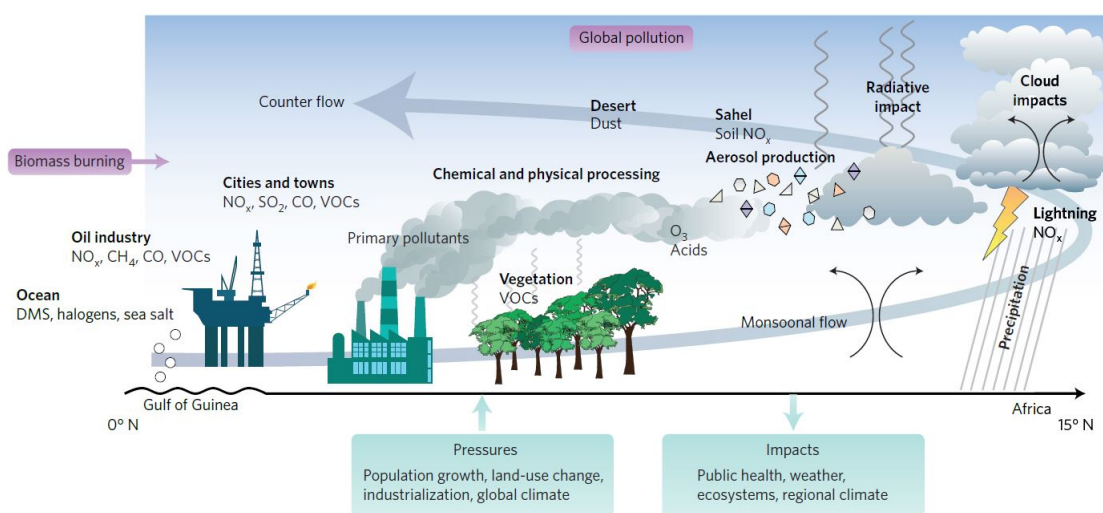 Global pollution
Counter flow
Desert
Dust
Sahel
Soil NOₓ
Radiative
impact
Cloud
impacts
Biomass burning
Aerosol production
Chemical and physical processing
Cities and towns
NOₓ, SO₂, CO, VOCs
Lightning
NOₓ
Oil industry
NOₓ, CH₄, CO, VOCs
Primary pollutants
O₃
Acids
Vegetation
VOCs
Ocean
DMS, halogens, sea salt
Monsoonal flow
Precipitation
Gulf of Guinea
Africa
0° N
15° N
Pressures
Population growth, land-use change,
industrialization, global climate
Impacts
Public health, weather,
ecosystems, regional climate